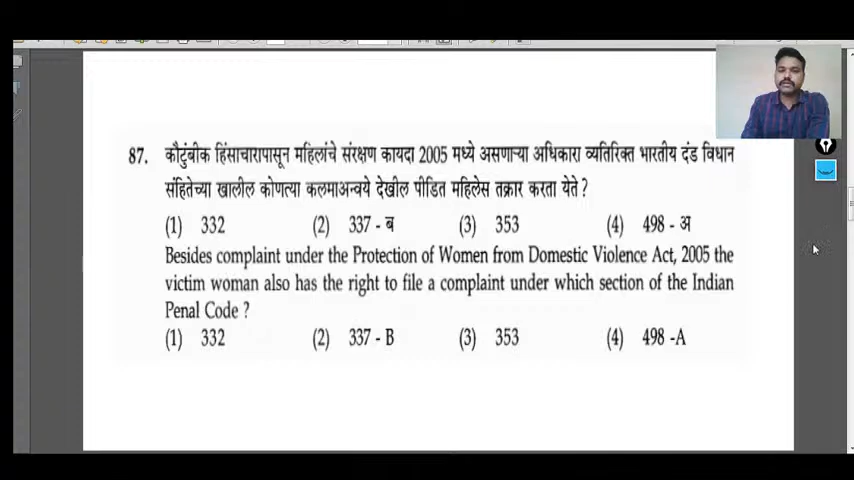 87. कौटुंबीक हिंसाचारापासून महिलांचे संरक्षण कायदा 2005 मध्ये असणाऱ्या अधिकारा व्यतिरिक्त भारतीय दंड विधान
संहितेच्या खालील कोणत्या कलमाअन्वये देखील पीडित महिलेस तक्रार करता येते ?
(1) 332 (2) 337 - ब (3) 353 (4) 498 - अ
Besides complaint under the Protection of Women from Domestic Violence Act, 2005 the
victim woman also has the right to file a complaint under which section of the Indian
Penal Code ?
(1) 332 (2) 337 - B (3) 353 (4) 498 -A